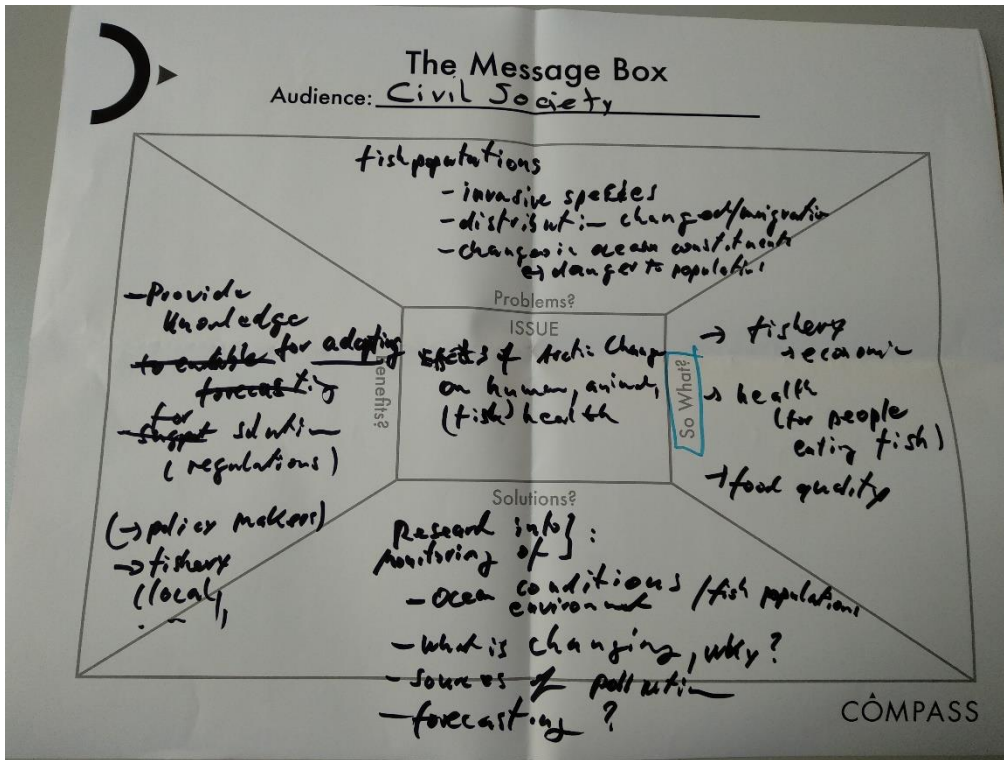 The Message Box
Audience: Civil Society
fish populations
- invasive species
- distribution changed/migration
- changes in ocean constituents
↔ danger to populations
Problems?
ISSUE
Effects of Arctic Change
on human, animal,
(fish) health
Benefits?
- Provide
knowledge
to enable for adapting
forecasting
- for
suggest solution
(regulations)
(→ policy makers)
→ fishery
(local,
. ~ )
So What?
→ fishery
→ economic
→ health
(for people
eating fish)
→ food quality
Solutions?
Research into } :
monitoring of
- ocean conditions / fish populations
environment
- what is changing, why?
- sources of pollution
- forecasting ?
CÔMPASS